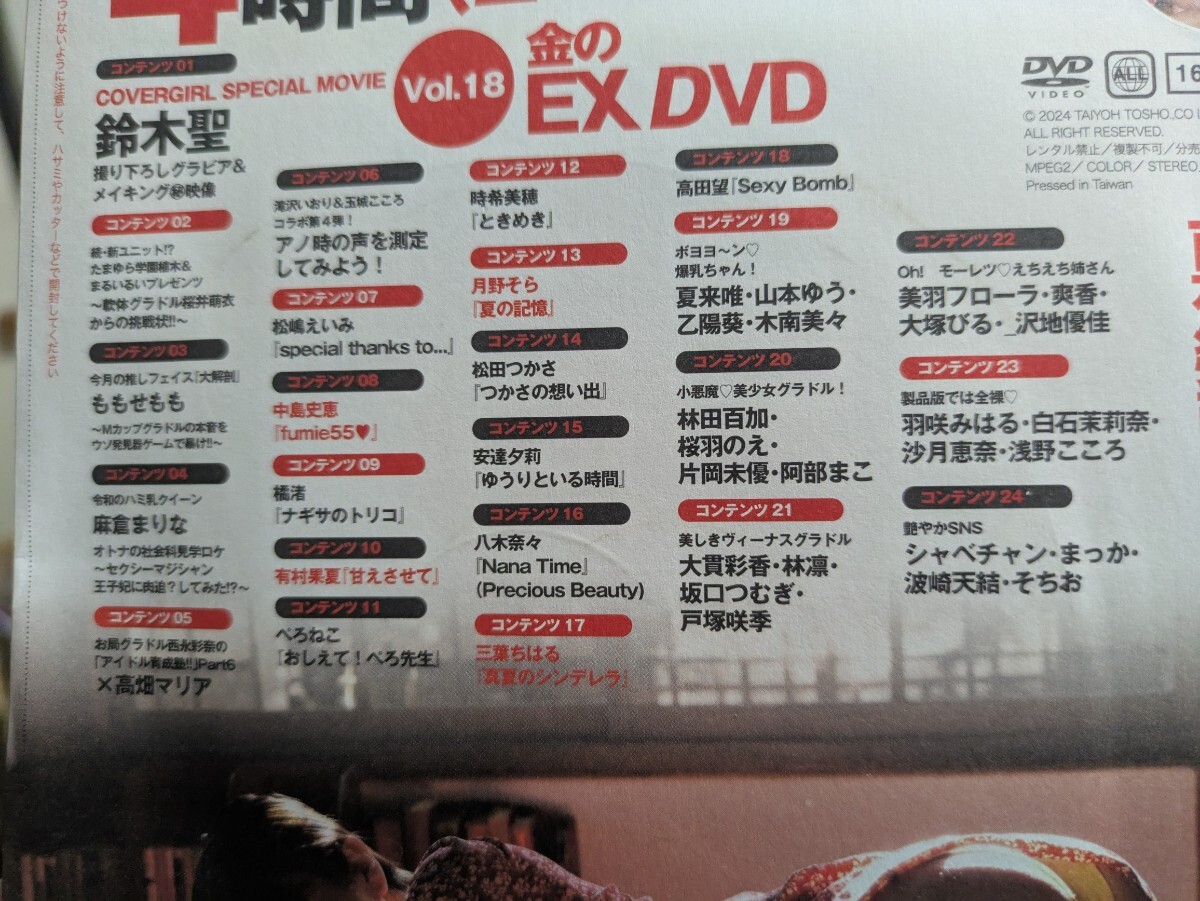 つけないように注意して、ハサミやカッターなどで開封してください
時間
Vol.18
金の
EX DVD
DVD
VIDEO
ALL
16
© 2024 TAIYOH TOSHO.CO
ALL RIGHT RESERVED.
レンタル禁止／複製不可／分売
MPEG2／ COLOR／ STEREO
Pressed in Taiwan
コンテンツ 01
COVERGIRL SPECIAL MOVIE
鈴木聖
撮り下ろしグラビア&
メイキング㊙映像
コンテンツ 02
続・新ユニット!?
たまゆら学園植木&
まるいるいプレゼンツ
〜軟体グラドル桜井萌衣
からの挑戦状!!〜
コンテンツ 03
今月の推しフェイス『大解剖』
ももせもも
〜Mカップグラドルの本音を
ウソ発見器ゲームで暴け!!〜
コンテンツ 04
令和のハミ乳クイーン
麻倉まりな
オトナの社会科見学ロケ
〜セクシーマジシャン
王子妃に肉迫？してみた!?〜
コンテンツ 05
お局グラドル西永彩奈の
「アイドル育成塾!!」Part6
×高畑マリア
コンテンツ 06
滝沢いおり&玉城こころ
コラボ第4弾！
アノ時の声を測定
してみよう！
コンテンツ 07
松嶋えいみ
『special thanks to...』
コンテンツ 08
中島史恵
『fumie55♥』
コンテンツ 09
橘渚
『ナギサのトリコ』
コンテンツ 10
有村果夏『甘えさせて』
コンテンツ 11
ぺろねこ
『おしえて！ぺろ先生』
コンテンツ 12
時希美穂
『ときめき』
コンテンツ 13
月野そら
『夏の記憶』
コンテンツ 14
松田つかさ
『つかさの想い出』
コンテンツ 15
安達夕莉
『ゆうりといる時間』
コンテンツ 16
八木奈々
『Nana Time』
(Precious Beauty)
コンテンツ 17
三葉ちはる
『真夏のシンデレラ』
コンテンツ 18
高田望『Sexy Bomb』
コンテンツ 19
ボヨヨ〜ン♡
爆乳ちゃん！
夏来唯・山本ゆう・
乙陽葵・木南美々
コンテンツ 20
小悪魔♡美少女グラドル！
林田百加・
桜羽のえ・
片岡未優・阿部まこ
コンテンツ 21
美しきヴィーナスグラドル
大貫彩香・林凛・
坂口つむぎ・
戸塚咲季
コンテンツ 22
Oh!　モーレツ♡えちえち姉さん
美羽フローラ・爽香・
大塚びる・_沢地優佳
コンテンツ 23
製品版では全裸♡
羽咲みはる・白石茉莉奈・
沙月恵奈・浅野こころ
コンテンツ 24
艶やかSNS
シャベチャン・まっか・
波崎天結・そちお